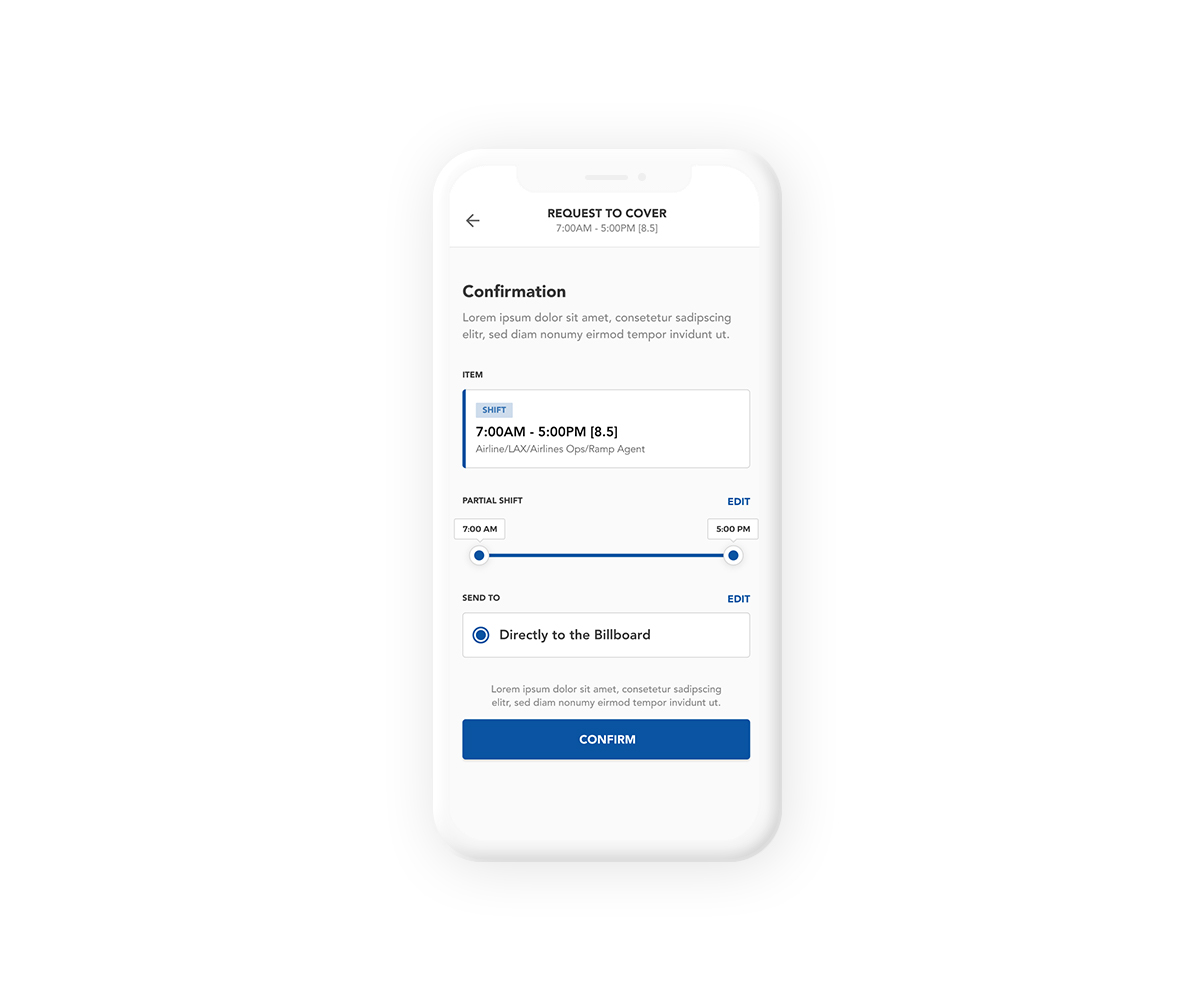 REQUEST TO COVER
7:00AM - 5:00PM [8.5]
Confirmation
Lorem ipsum dolor sit amet, consetetur sadipscing
elitr, sed diam nonumy eirmod tempor invidunt ut.
ITEM
SHIFT
7:00AM - 5:00PM [8.5]
Airline/LAX/Airlines Ops/Ramp Agent
PARTIAL SHIFT EDIT
7:00 AM 5:00 PM
SEND TO EDIT
Directly to the Billboard
Lorem ipsum dolor sit amet, consetetur sadipscing
elitr, sed diam nonumy eirmod tempor invidunt ut.
CONFIRM